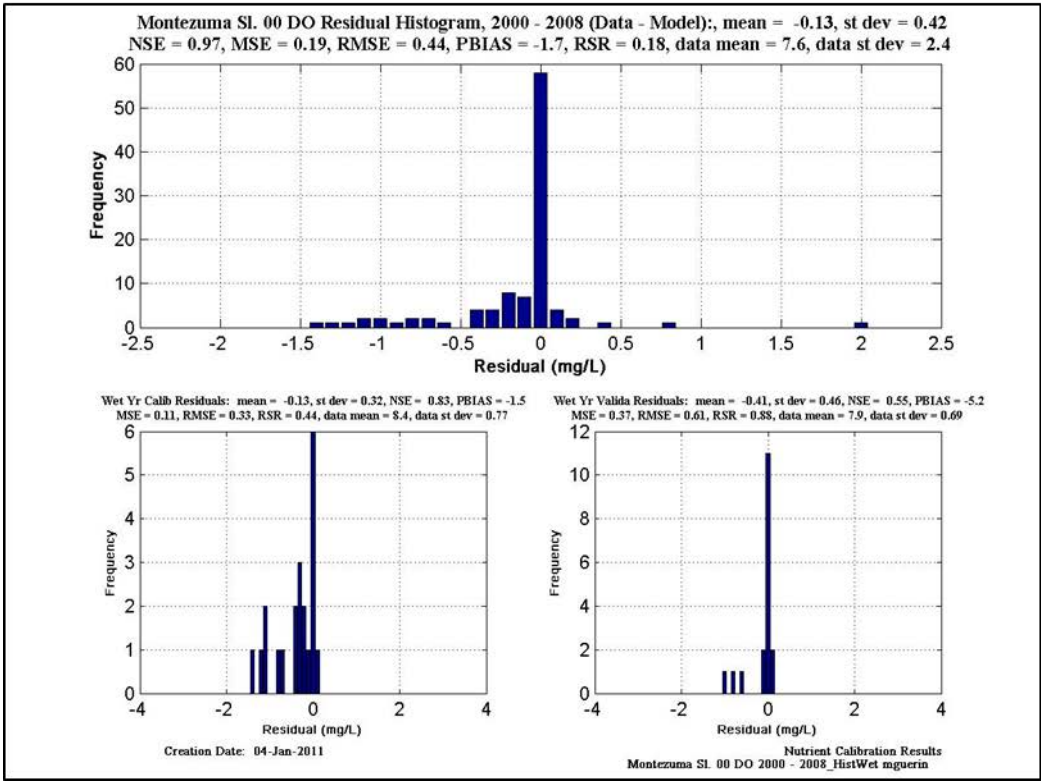 Montezuma Sl. 00 DO Residual Histogram, 2000 - 2008 (Data - Model):, mean = -0.13, st dev = 0.42
NSE = 0.97, MSE = 0.19, RMSE = 0.44, PBIAS = -1.7, RSR = 0.18, data mean = 7.6, data st dev = 2.4
60
50
40
30
20
10
0
Frequency
-2.5 -2 -1.5 -1 -0.5 0 0.5 1 1.5 2 2.5
Residual (mg/L)
Wet Yr Calib Residuals: mean = -0.13, st dev = 0.32, NSE = 0.83, PBIAS = -1.5
MSE = 0.11, RMSE = 0.33, RSR = 0.44, data mean = 8.4, data st dev = 0.77
6
5
4
3
2
1
0
Frequency
-4 -2 0 2 4
Residual (mg/L)
Wet Yr Valida Residuals: mean = -0.41, st dev = 0.46, NSE = 0.55, PBIAS = -5.2
MSE = 0.37, RMSE = 0.61, RSR = 0.88, data mean = 7.9, data st dev = 0.69
12
10
8
6
4
2
0
Frequency
-4 -2 0 2 4
Residual (mg/L)
Creation Date: 04-Jan-2011
Nutrient Calibration Results
Montezuma Sl. 00 DO 2000 - 2008_HistWet mguerin